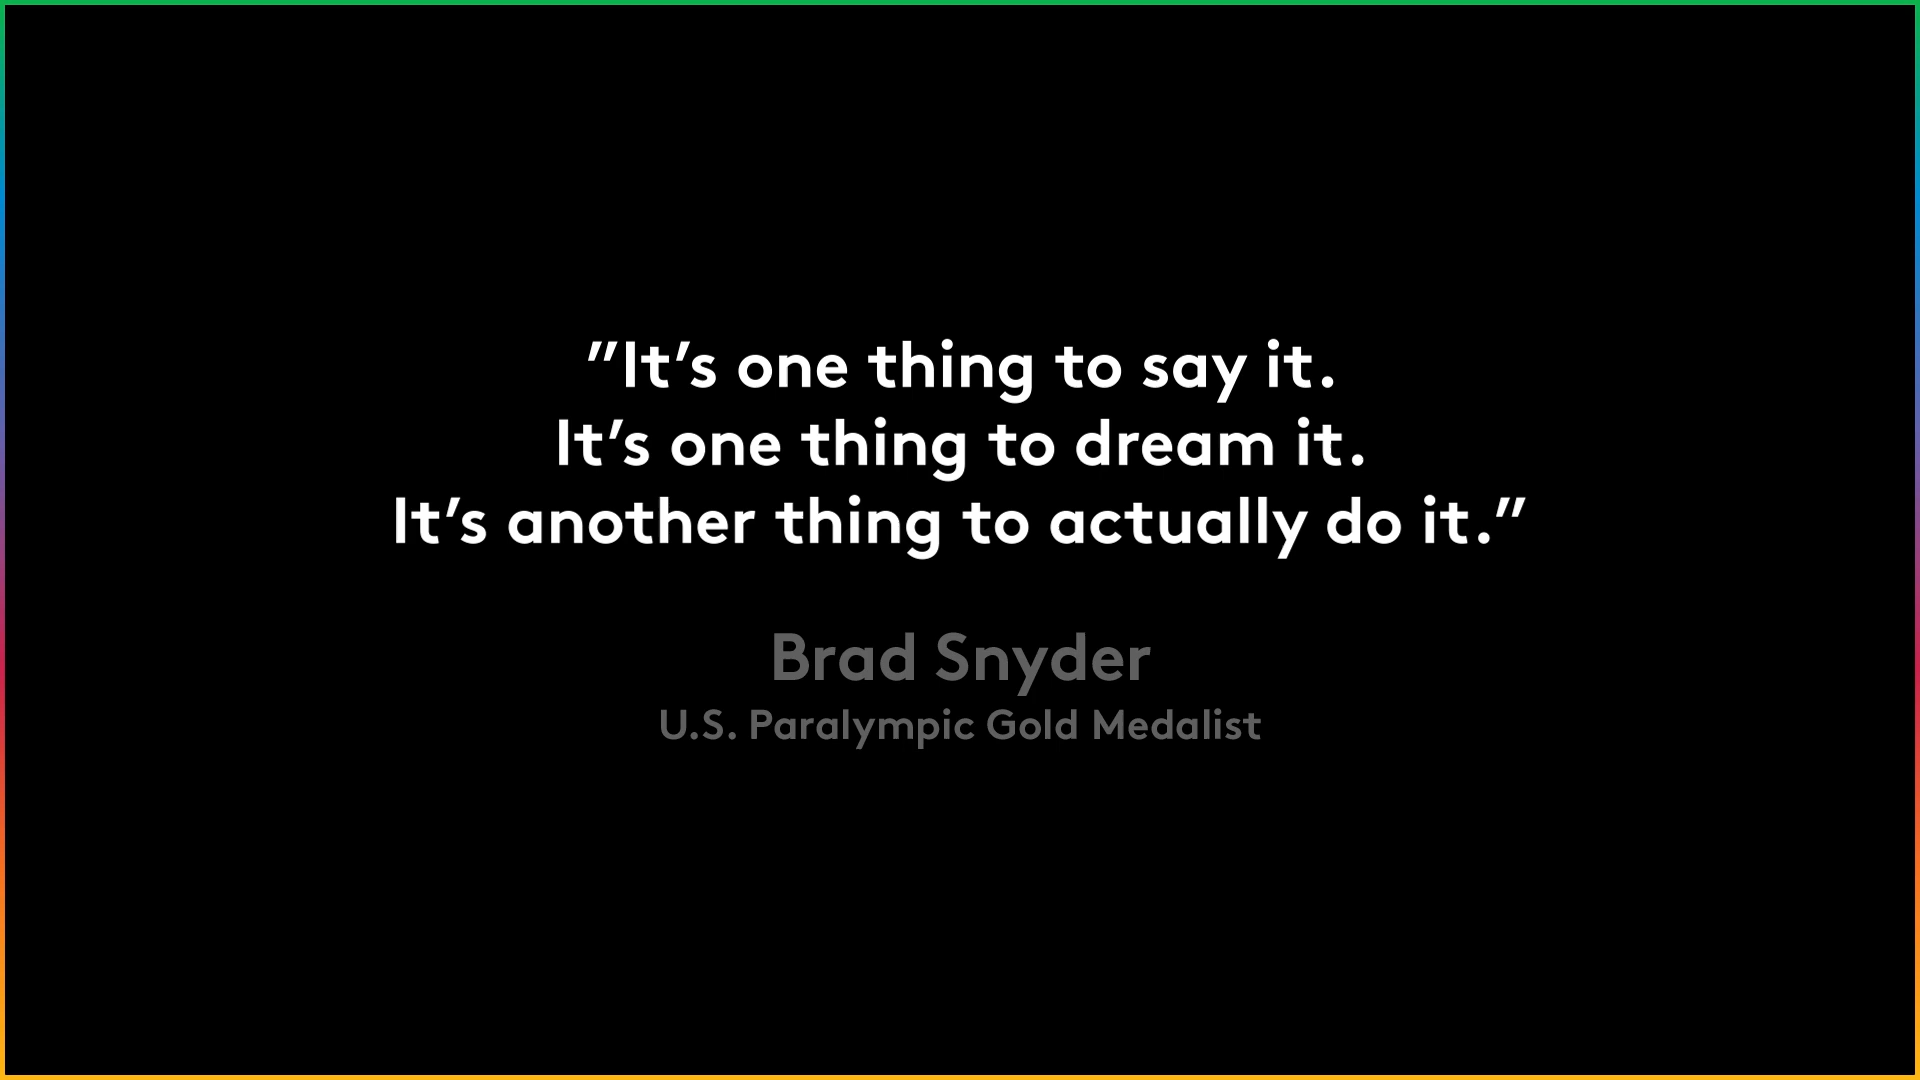 ”It’s one thing to say it.
It’s one thing to dream it.
It’s another thing to actually do it.”
Brad Snyder
U.S. Paralympic Gold Medalist